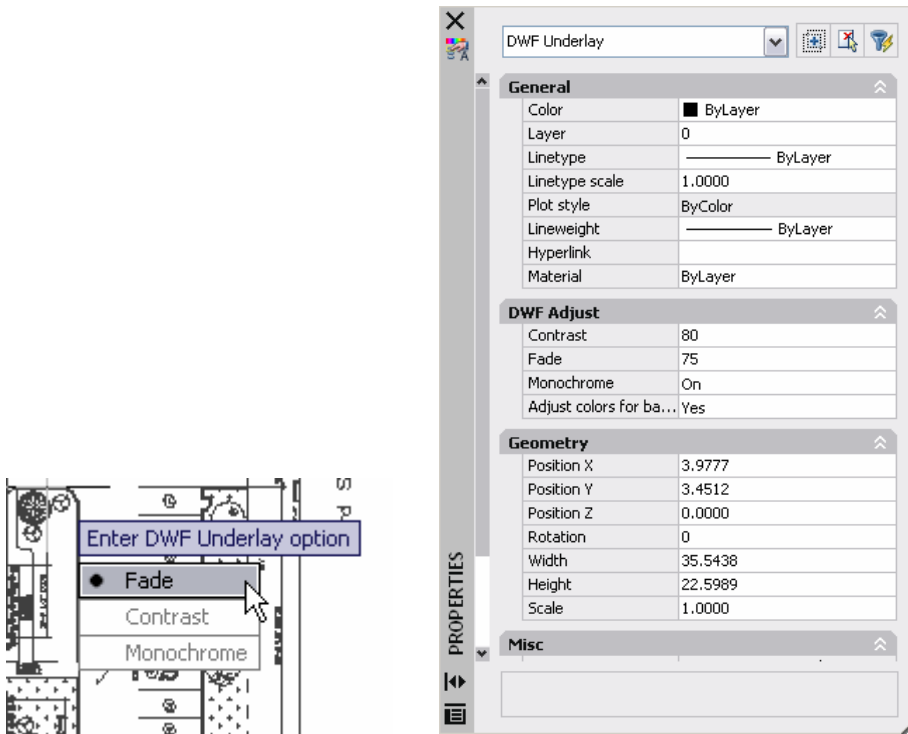 S P
Enter DWF Underlay option
Fade
Contrast
Monochrome
DWF Underlay
General
Color ByLayer
Layer 0
Linetype ByLayer
Linetype scale 1.0000
Plot style ByColor
Lineweight ByLayer
Hyperlink
Material ByLayer
DWF Adjust
Contrast 80
Fade 75
Monochrome On
Adjust colors for ba... Yes
Geometry
Position X 3.9777
Position Y 3.4512
Position Z 0.0000
Rotation 0
Width 35.5438
Height 22.5989
Scale 1.0000
Misc
PROPERTIES